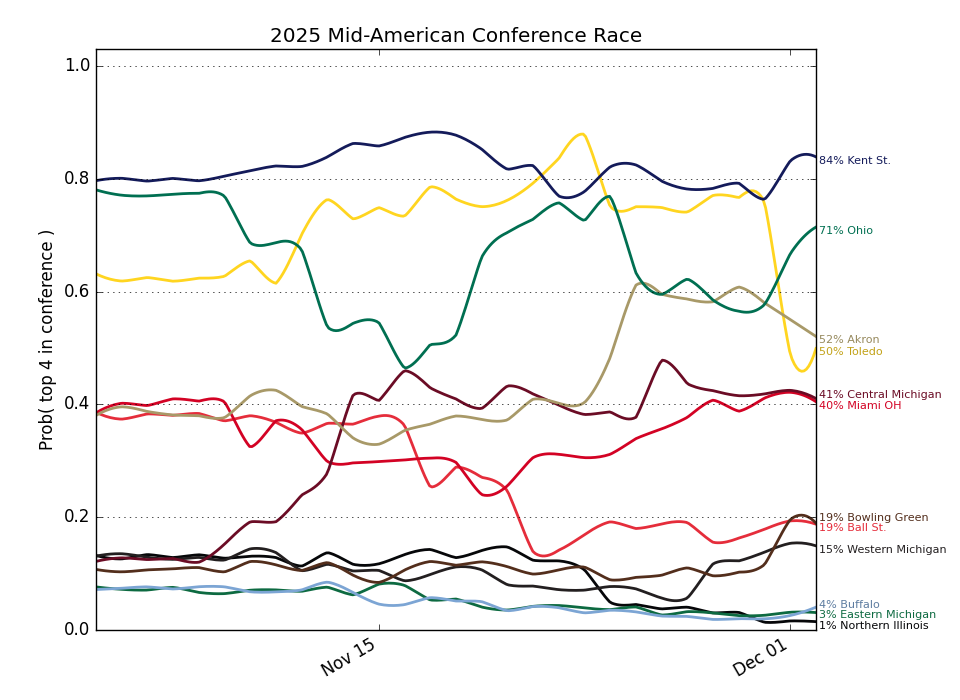 2025 Mid-American Conference Race
Prob( top 4 in conference )
1.0
0.8
0.6
0.4
0.2
0.0
Nov 15
Dec 01
84% Kent St.
71% Ohio
52% Akron
50% Toledo
41% Central Michigan
40% Miami OH
19% Bowling Green
19% Ball St.
15% Western Michigan
4% Buffalo
3% Eastern Michigan
1% Northern Illinois